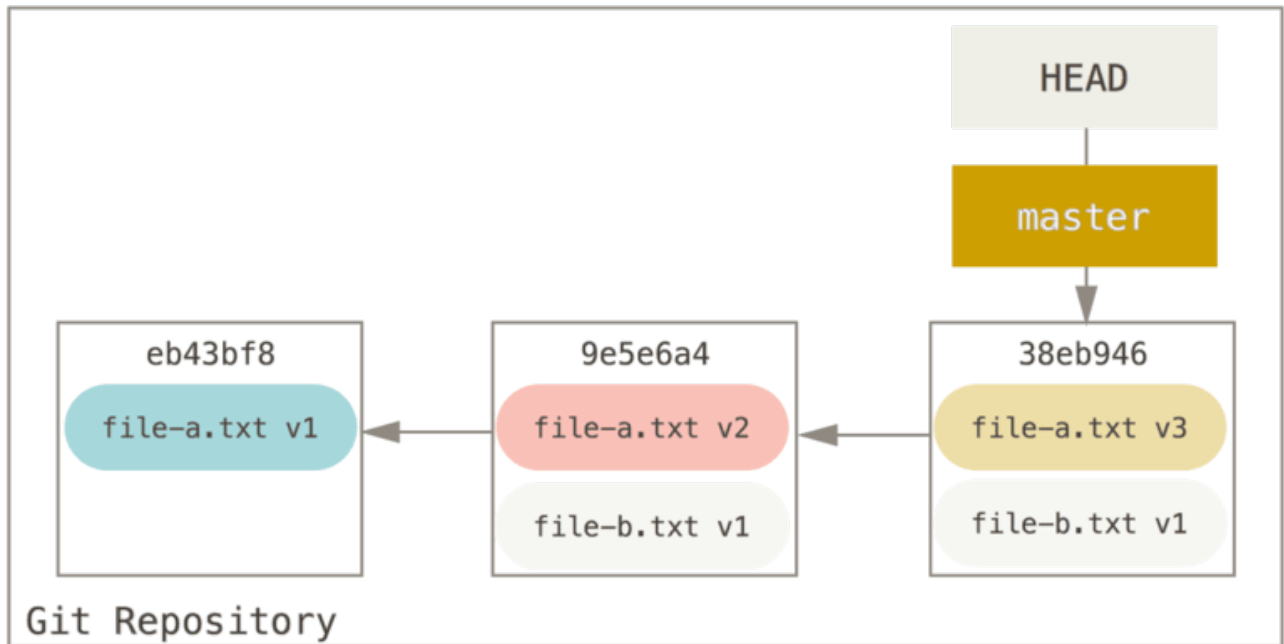 HEAD
master
eb43bf8
file-a.txt v1
9e5e6a4
file-a.txt v2
file-b.txt v1
38eb946
file-a.txt v3
file-b.txt v1
Git Repository